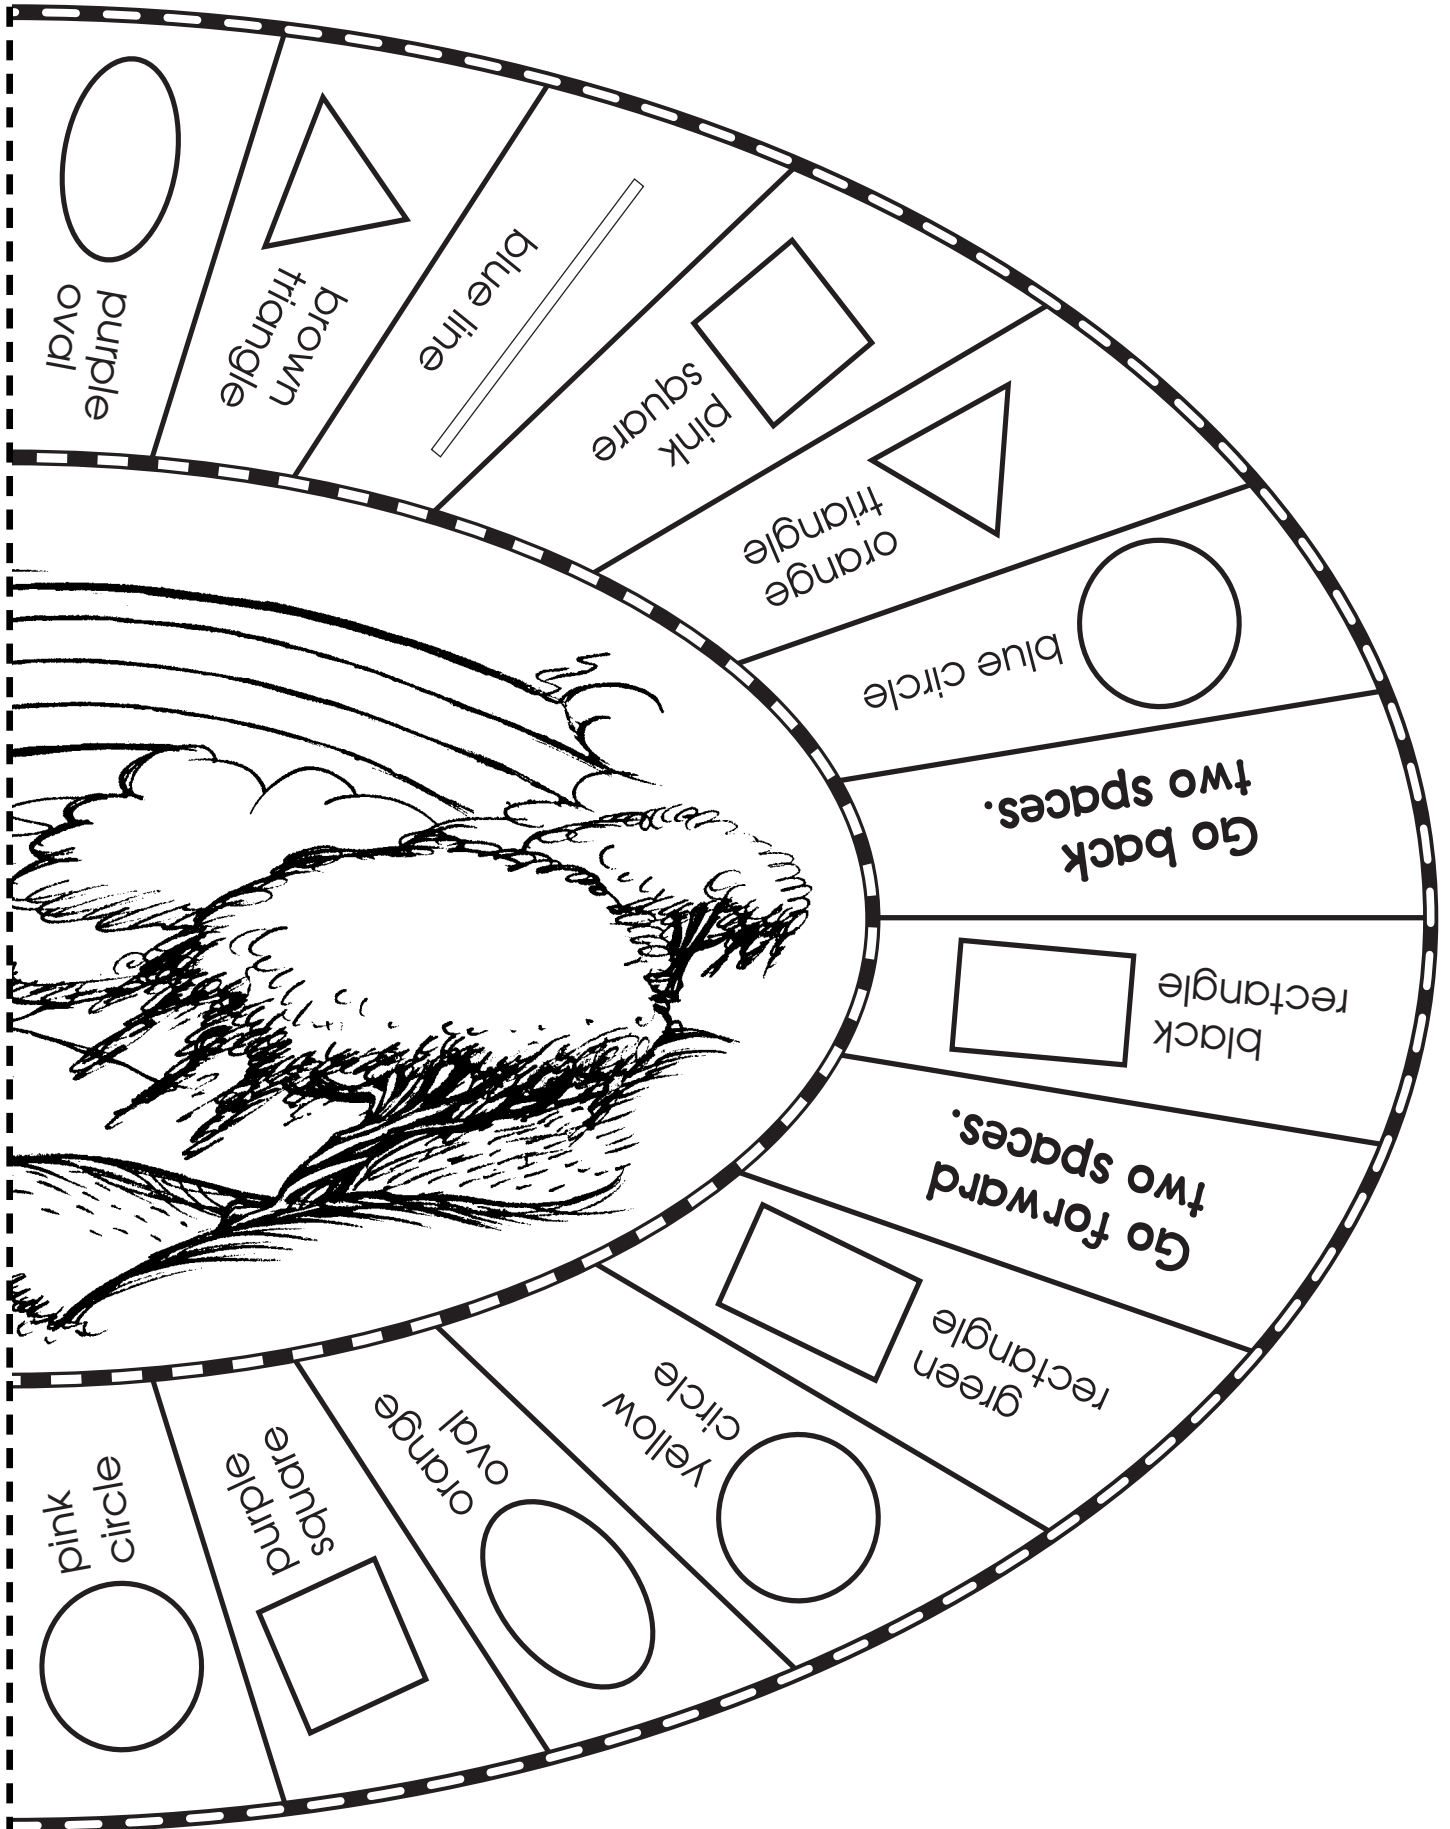 purple
oval
brown
triangle
blue line
pink
square
orange
triangle
blue circle
Go back
two spaces.
black
rectangle
Go forward
two spaces.
green
rectangle
yellow
circle
orange
oval
purple
square
pink
circle